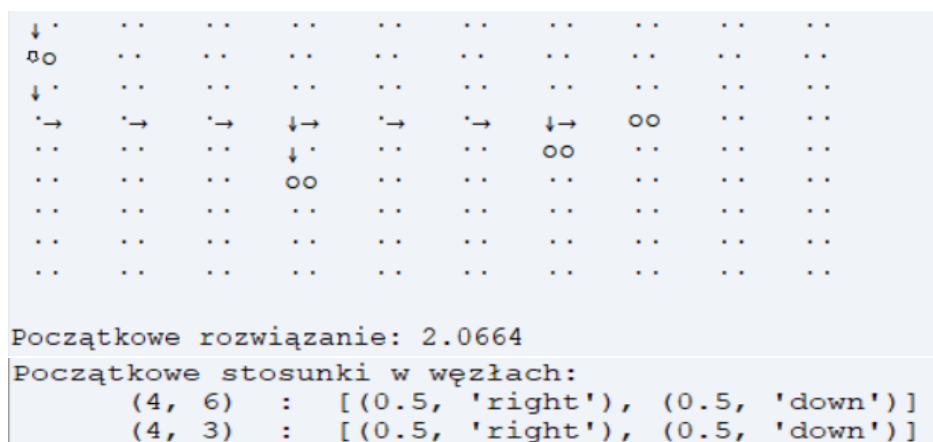 ↓· ·· ·· ·· ·· ·· ·· ·· ·· ··
⇩○ ·· ·· ·· ·· ·· ·· ·· ·· ··
↓· ·· ·· ·· ·· ·· ·· ·· ·· ··
·→ ·→ ·→ ↓→ ·→ ·→ ↓→ ○○ ·· ··
·· ·· ·· ↓· ·· ·· ○○ ·· ·· ··
·· ·· ·· ○○ ·· ·· ·· ·· ·· ··
·· ·· ·· ·· ·· ·· ·· ·· ·· ··
·· ·· ·· ·· ·· ·· ·· ·· ·· ··
·· ·· ·· ·· ·· ·· ·· ·· ·· ··
Początkowe rozwiązanie: 2.0664
Początkowe stosunki w węzłach:
(4, 6) : [(0.5, 'right'), (0.5, 'down')]
(4, 3) : [(0.5, 'right'), (0.5, 'down')]